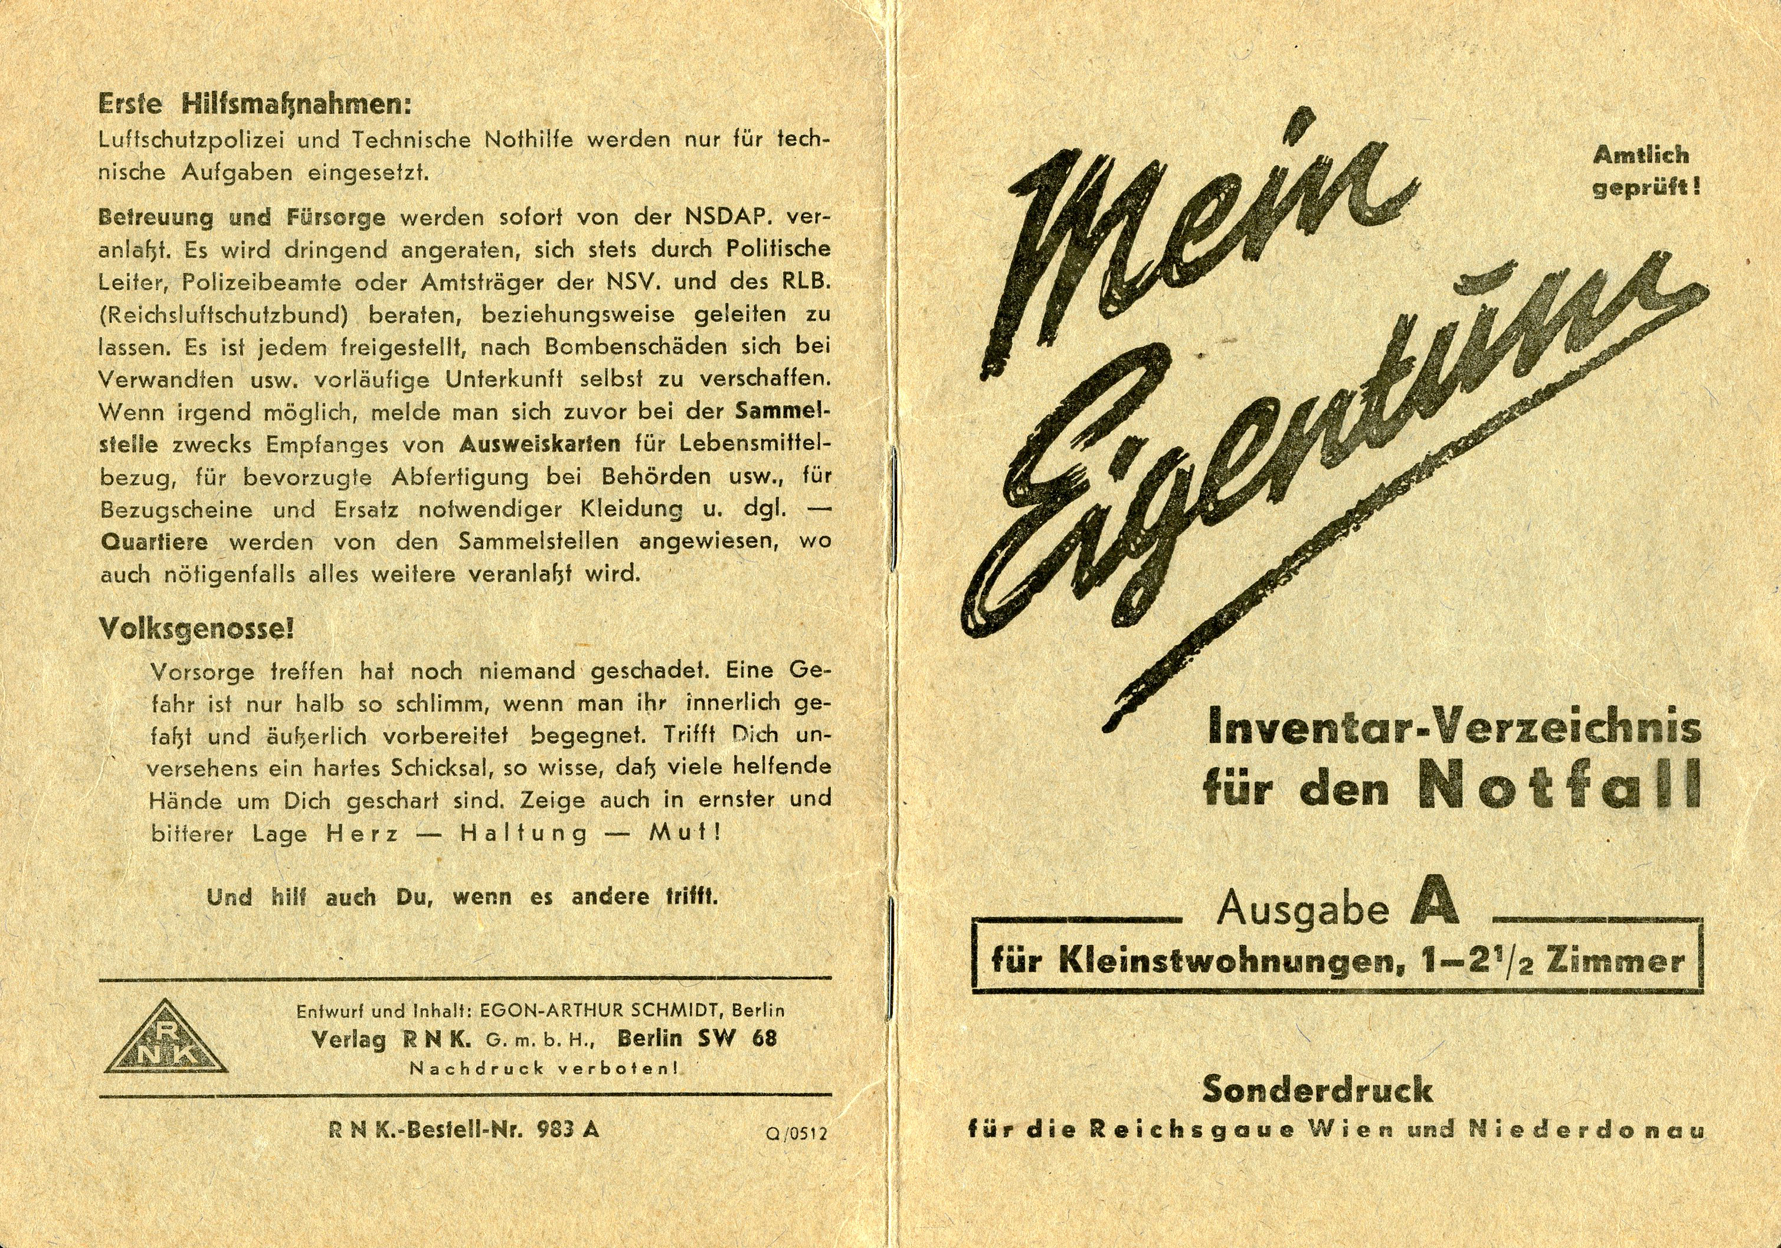 Erste Hilfsmaßnahmen:
Luftschutzpolizei und Technische Nothilfe werden nur für tech-
nische Aufgaben eingesetzt.
Betreuung und Fürsorge werden sofort von der NSDAP. ver-
anlaßt. Es wird dringend angeraten, sich stets durch Politische
Leiter, Polizeibeamte oder Amtsträger der NSV. und des RLB.
(Reichsluftschutzbund) beraten, beziehungsweise geleiten zu
lassen. Es ist jedem freigestellt, nach Bombenschäden sich bei
Verwandten usw. vorläufige Unterkunft selbst zu verschaffen.
Wenn irgend möglich, melde man sich zuvor bei der Sammel-
stelle zwecks Empfanges von Ausweiskarten für Lebensmittel-
bezug, für bevorzugte Abfertigung bei Behörden usw., für
Bezugscheine und Ersatz notwendiger Kleidung u. dgl. —
Quartiere werden von den Sammelstellen angewiesen, wo
auch nötigenfalls alles weitere veranlaßt wird.
Volksgenosse!
Vorsorge treffen hat noch niemand geschadet. Eine Ge-
fahr ist nur halb so schlimm, wenn man ihr innerlich ge-
faßt und äußerlich vorbereitet begegnet. Trifft Dich un-
versehens ein hartes Schicksal, so wisse, daß viele helfende
Hände um Dich geschart sind. Zeige auch in ernster und
bitterer Lage Herz — Haltung — Mut!
Und hilf auch Du, wenn es andere trifft.
R
NK
Entwurf und Inhalt: EGON-ARTHUR SCHMIDT, Berlin
Verlag RNK. G. m. b. H., Berlin SW 68
Nachdruck verboten!
RNK.-Bestell-Nr. 983 A
Q/0512
Amtlich
geprüft!
Mein
Eigentum
Inventar-Verzeichnis
für den Notfall
Ausgabe A
für Kleinstwohnungen, 1–2½ Zimmer
Sonderdruck
für die Reichsgaue Wien und Niederdonau